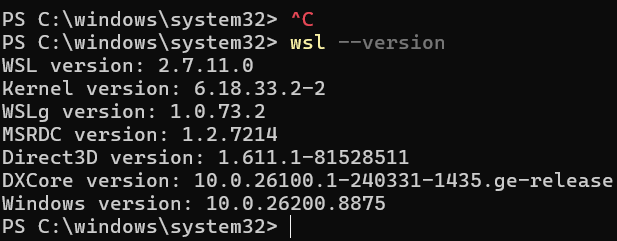 PS C:\windows\system32> ^C
PS C:\windows\system32> wsl --version
WSL version: 2.7.11.0
Kernel version: 6.18.33.2-2
WSLg version: 1.0.73.2
MSRDC version: 1.2.7214
Direct3D version: 1.611.1-81528511
DXCore version: 10.0.26100.1-240331-1435.ge-release
Windows version: 10.0.26200.8875
PS C:\windows\system32>